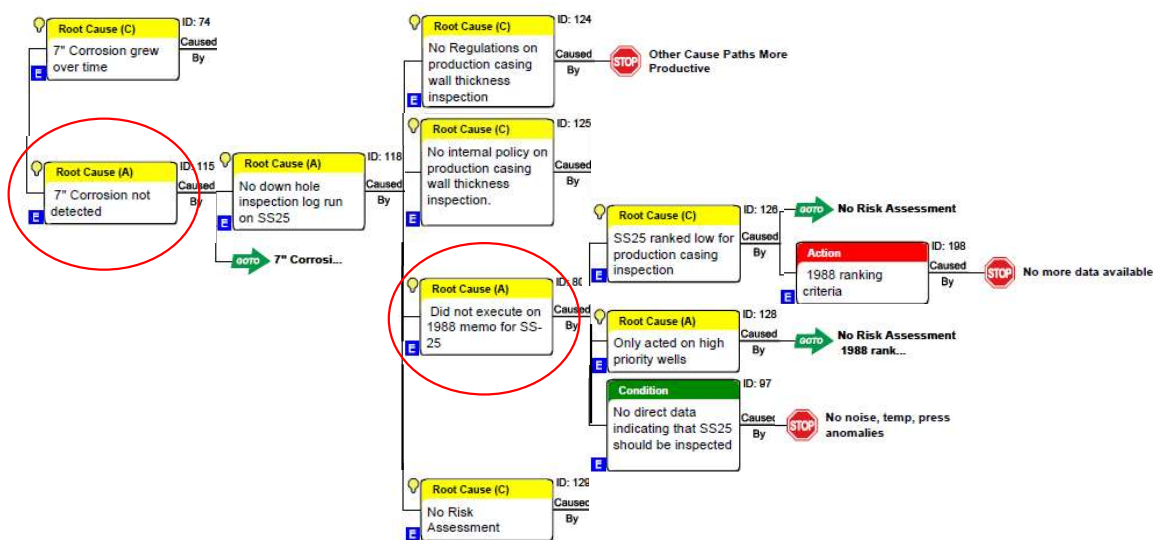 Root Cause (C)
ID: 74
7" Corrosion grew
over time
E
Caused
By
Root Cause (A)
ID: 115
7" Corrosion not
detected
E
Caused
By
Root Cause (A)
ID: 118
No down hole
inspection log run
on SS25
E
Caused
By
GOTO
7" Corrosi...
Root Cause (C)
ID: 124
No Regulations on
production casing
wall thickness
inspection
E
Caused
By
STOP
Other Cause Paths More
Productive
Root Cause (C)
ID: 125
No internal policy on
production casing
wall thickness
inspection.
E
Caused
By
Root Cause (A)
ID: 80
Did not execute on
1988 memo for SS-
25
E
Caused
By
Root Cause (C)
ID: 126
SS25 ranked low for
production casing
inspection
E
Caused
By
GOTO
No Risk Assessment
Action
ID: 198
1988 ranking
criteria
E
Caused
By
STOP
No more data available
Root Cause (A)
ID: 128
Only acted on high
priority wells
E
Caused
By
GOTO
No Risk Assessment
1988 rank...
Condition
ID: 97
No direct data
indicating that SS25
should be inspected
E
Caused
By
STOP
No noise, temp, press
anomalies
Root Cause (C)
ID: 129
No Risk
Assessment
E
Caused
By